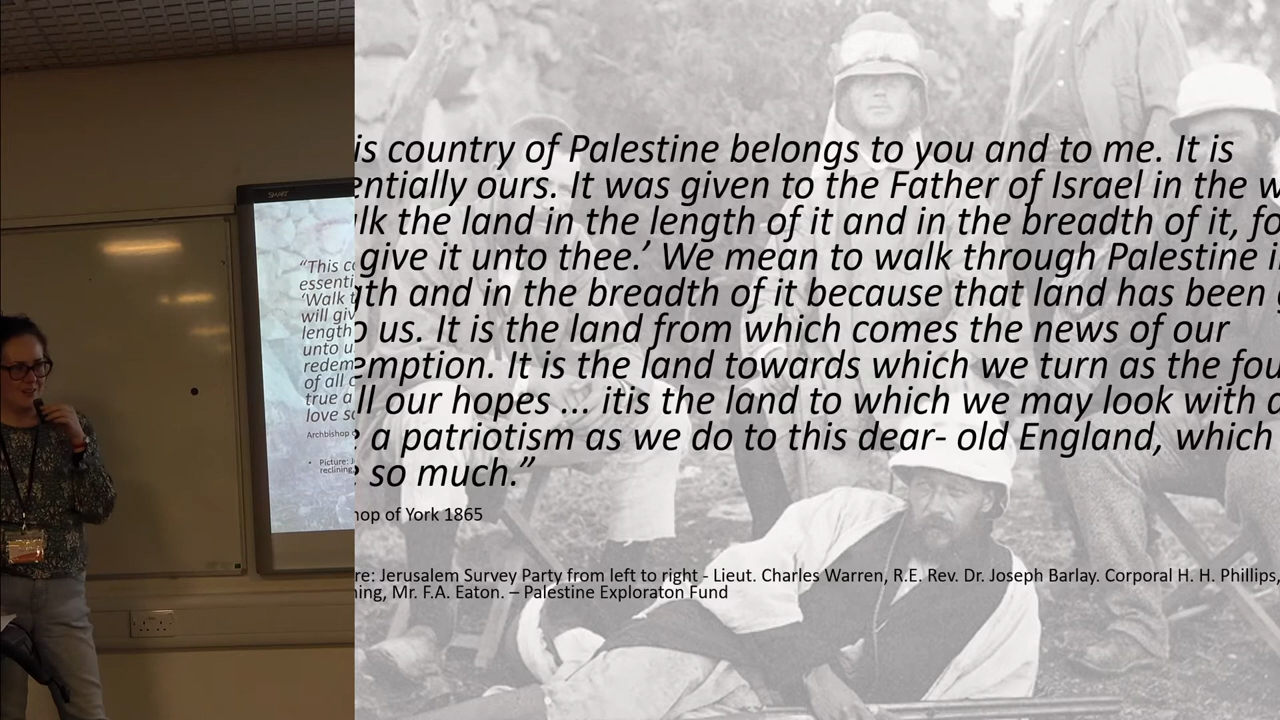 SMART
“This co
essenti
‘Walk t
will giv
length
unto u
redem
of all o
true a
love so
Archbishop
• Picture: J
reclining,
is country of Palestine belongs to you and to me. It is
entially ours. It was given to the Father of Israel in the w
lk the land in the length of it and in the breadth of it, fo
give it unto thee.’ We mean to walk through Palestine i
gth and in the breadth of it because that land has been
o us. It is the land from which comes the news of our
emption. It is the land towards which we turn as the fou
ll our hopes ... itis the land to which we may look with a
a patriotism as we do to this dear- old England, which
so much.”
hop of York 1865
re: Jerusalem Survey Party from left to right - Lieut. Charles Warren, R.E. Rev. Dr. Joseph Barlay. Corporal H. H. Phillips,
ning, Mr. F.A. Eaton. – Palestine Exploraton Fund